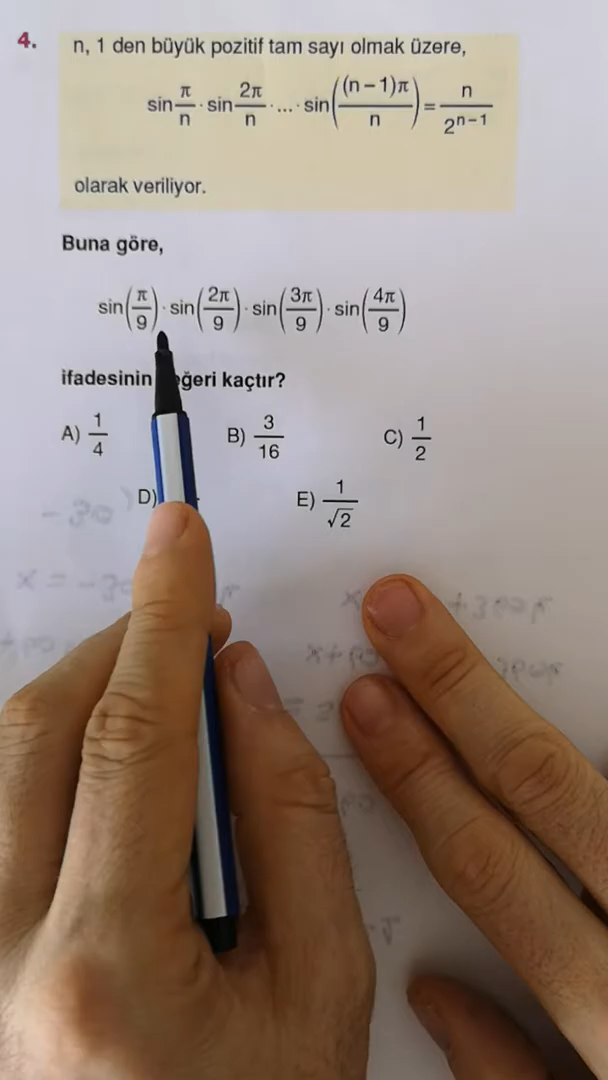 4. n, 1 den büyük pozitif tam sayı olmak üzere,
sin π/n · sin 2π/n · ... · sin((n−1)π/n) = n/2ⁿ⁻¹
olarak veriliyor.
Buna göre,
sin(π/9) · sin(2π/9) · sin(3π/9) · sin(4π/9)
ifadesinin kaçtır?
A) 1/4 B) 3/16 C) 1/2
D) E) 1/√2